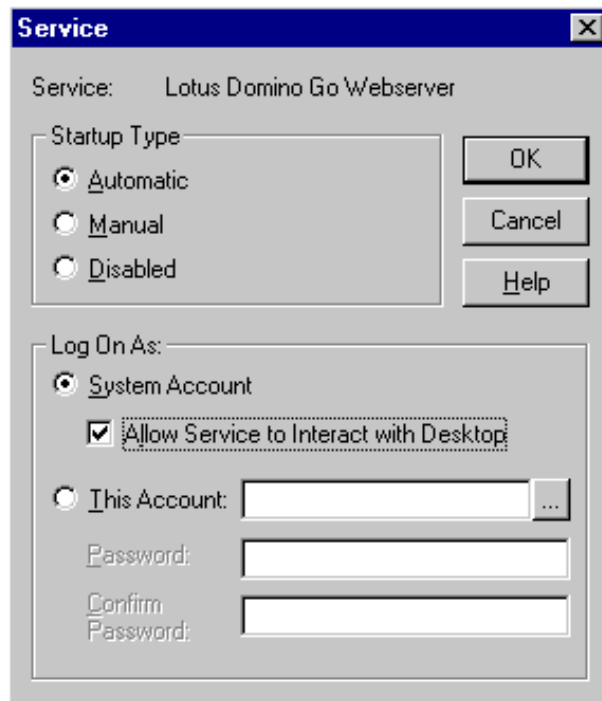 Service
Service: Lotus Domino Go Webserver
Startup Type
Automatic
Manual
Disabled
OK
Cancel
Help
Log On As:
System Account
Allow Service to Interact with Desktop
This Account:
...
Password:
Confirm
Password: